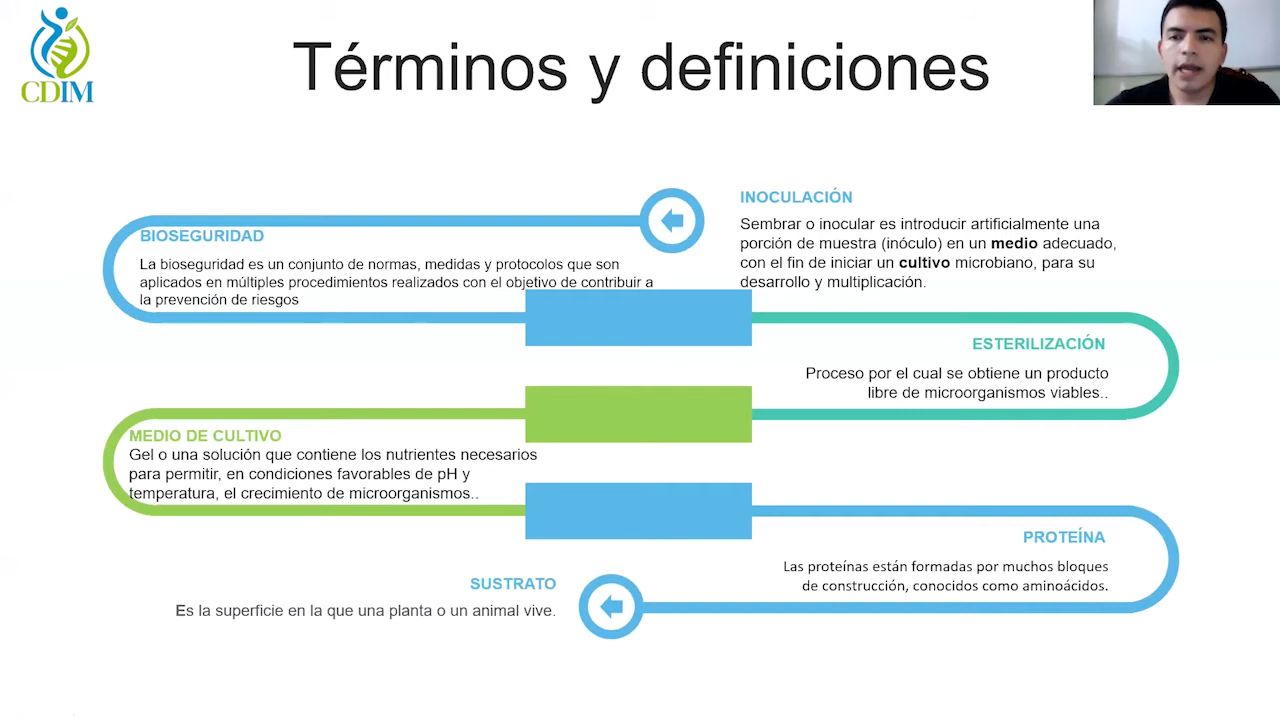 CDIM
Términos y definiciones
INOCULACIÓN
Sembrar o inocular es introducir artificialmente una
porción de muestra (inóculo) en un medio adecuado,
con el fin de iniciar un cultivo microbiano, para su
desarrollo y multiplicación.
BIOSEGURIDAD
La bioseguridad es un conjunto de normas, medidas y protocolos que son
aplicados en múltiples procedimientos realizados con el objetivo de contribuir a
la prevención de riesgos
ESTERILIZACIÓN
Proceso por el cual se obtiene un producto
libre de microorganismos viables..
MEDIO DE CULTIVO
Gel o una solución que contiene los nutrientes necesarios
para permitir, en condiciones favorables de pH y
temperatura, el crecimiento de microorganismos..
PROTEÍNA
Las proteínas están formadas por muchos bloques
de construcción, conocidos como aminoácidos.
SUSTRATO
Es la superficie en la que una planta o un animal vive.